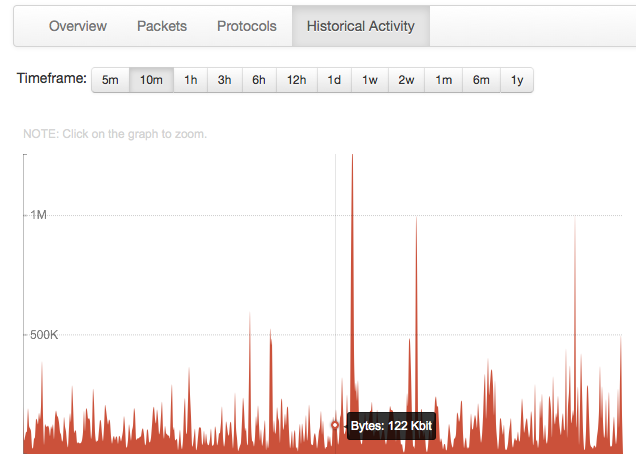 Overview Packets Protocols Historical Activity
Timeframe: 5m 10m 1h 3h 6h 12h 1d 1w 2w 1m 6m 1y
NOTE: Click on the graph to zoom.
1M
500K
Bytes: 122 Kbit